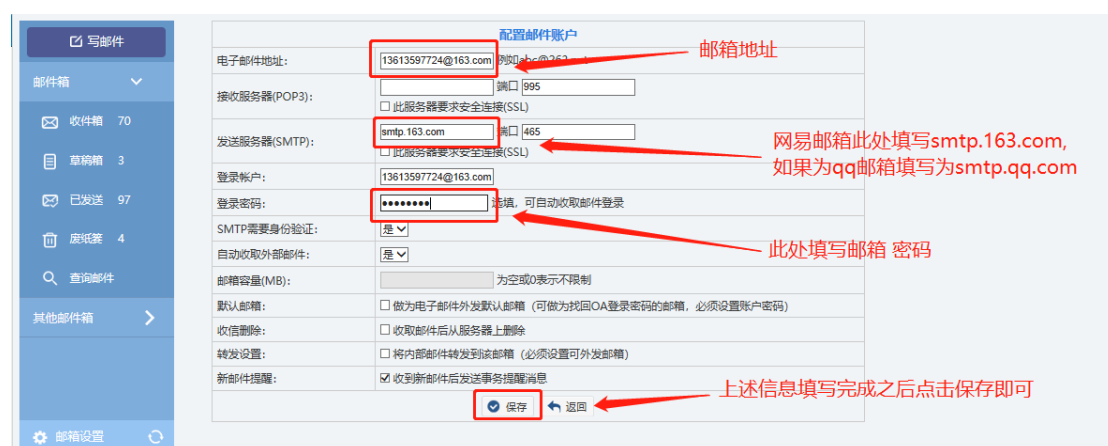 写邮件
邮件箱
收件箱 70
草稿箱 3
已发送 97
废纸篓 4
查询邮件
其他邮件箱
邮箱设置
配置邮件账户
电子邮件地址: 13613597724@163.com
邮箱地址
接收服务器(POP3): 端口 995
此服务器要求安全连接(SSL)
发送服务器(SMTP): smtp.163.com 端口 465
此服务器要求安全连接(SSL)
网易邮箱此处填写smtp.163.com,
如果为qq邮箱填写为smtp.qq.com
登录帐户: 13613597724@163.com
登录密码: 选填，可自动收取邮件登录
SMTP需要身份验证: 是
此处填写邮箱 密码
自动收取外部邮件: 是
邮箱容量(MB): 为空或0表示不限制
默认邮箱: 做为电子邮件外发默认邮箱（可做为找回OA登录密码的邮箱，必须设置账户密码）
收信删除: 收取邮件后从服务器上删除
转发设置: 将内部邮件转发到该邮箱（必须设置可外发邮箱）
新邮件提醒: 收到新邮件后发送事务提醒消息
上述信息填写完成之后点击保存即可
保存 返回